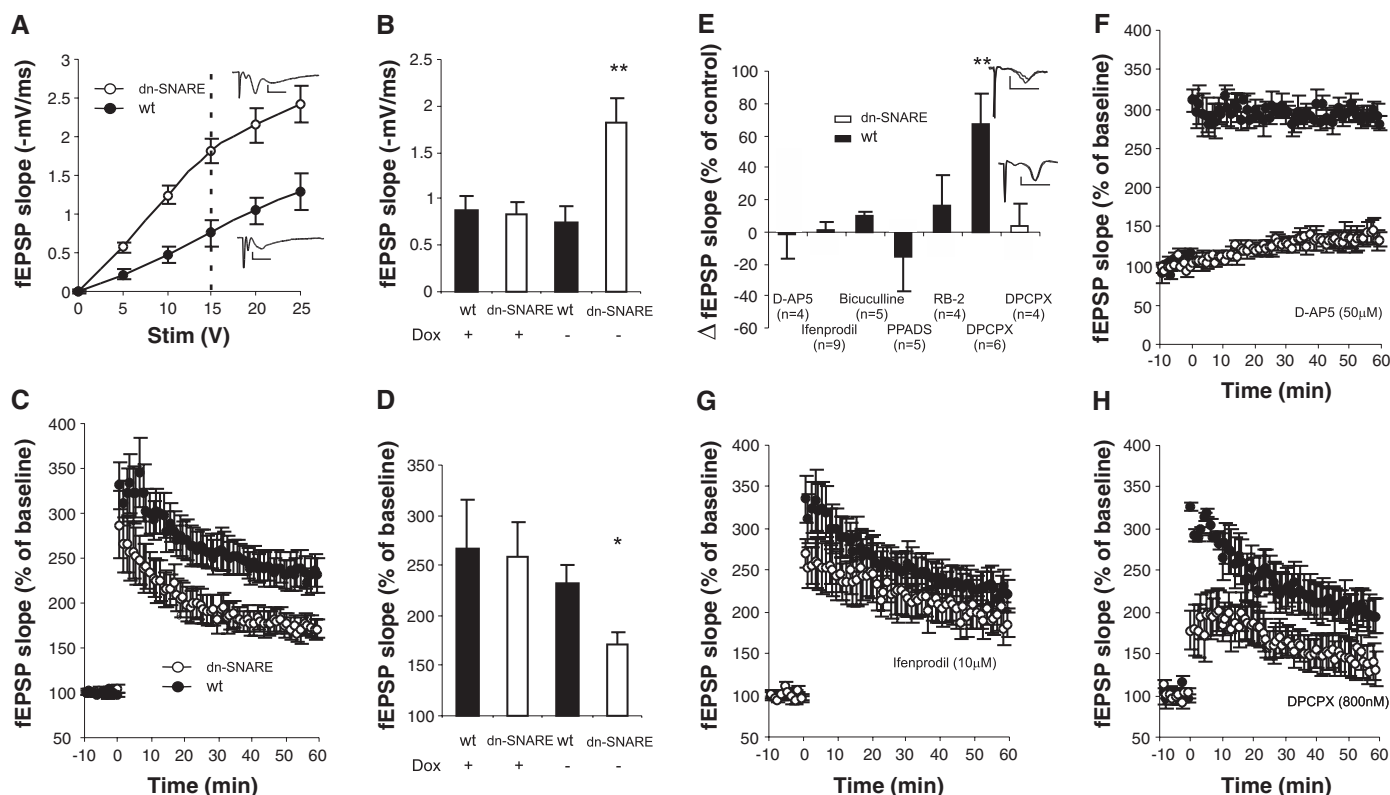 A
fEPSP slope (-mV/ms)
3
2.5
2
1.5
1
0.5
0
dn-SNARE
wt
0 5 10 15 20 25
Stim (V)
B
fEPSP slope (-mV/ms)
2.5
2
1.5
1
0.5
0
**
wt dn-SNARE wt dn-SNARE
Dox + + - -
E
Δ fEPSP slope (% of control)
100
80
60
40
20
0
-20
-40
-60
**
dn-SNARE
wt
D-AP5 (n=4)
Ifenprodil (n=9)
Bicuculline (n=5)
PPADS (n=5)
RB-2 (n=4)
DPCPX (n=6)
DPCPX (n=4)
F
fEPSP slope (% of baseline)
400
350
300
250
200
150
100
50
0
D-AP5 (50μM)
-10 0 10 20 30 40 50 60
Time (min)
C
fEPSP slope (% of baseline)
400
350
300
250
200
150
100
50
dn-SNARE
wt
-10 0 10 20 30 40 50 60
Time (min)
D
fEPSP slope (% of baseline)
350
300
250
200
150
100
*
wt dn-SNARE wt dn-SNARE
Dox + + - -
G
fEPSP slope (% of baseline)
400
350
300
250
200
150
100
50
Ifenprodil (10μM)
-10 0 10 20 30 40 50 60
Time (min)
H
fEPSP slope (% of baseline)
400
350
300
250
200
150
100
50
DPCPX (800nM)
-10 0 10 20 30 40 50 60
Time (min)